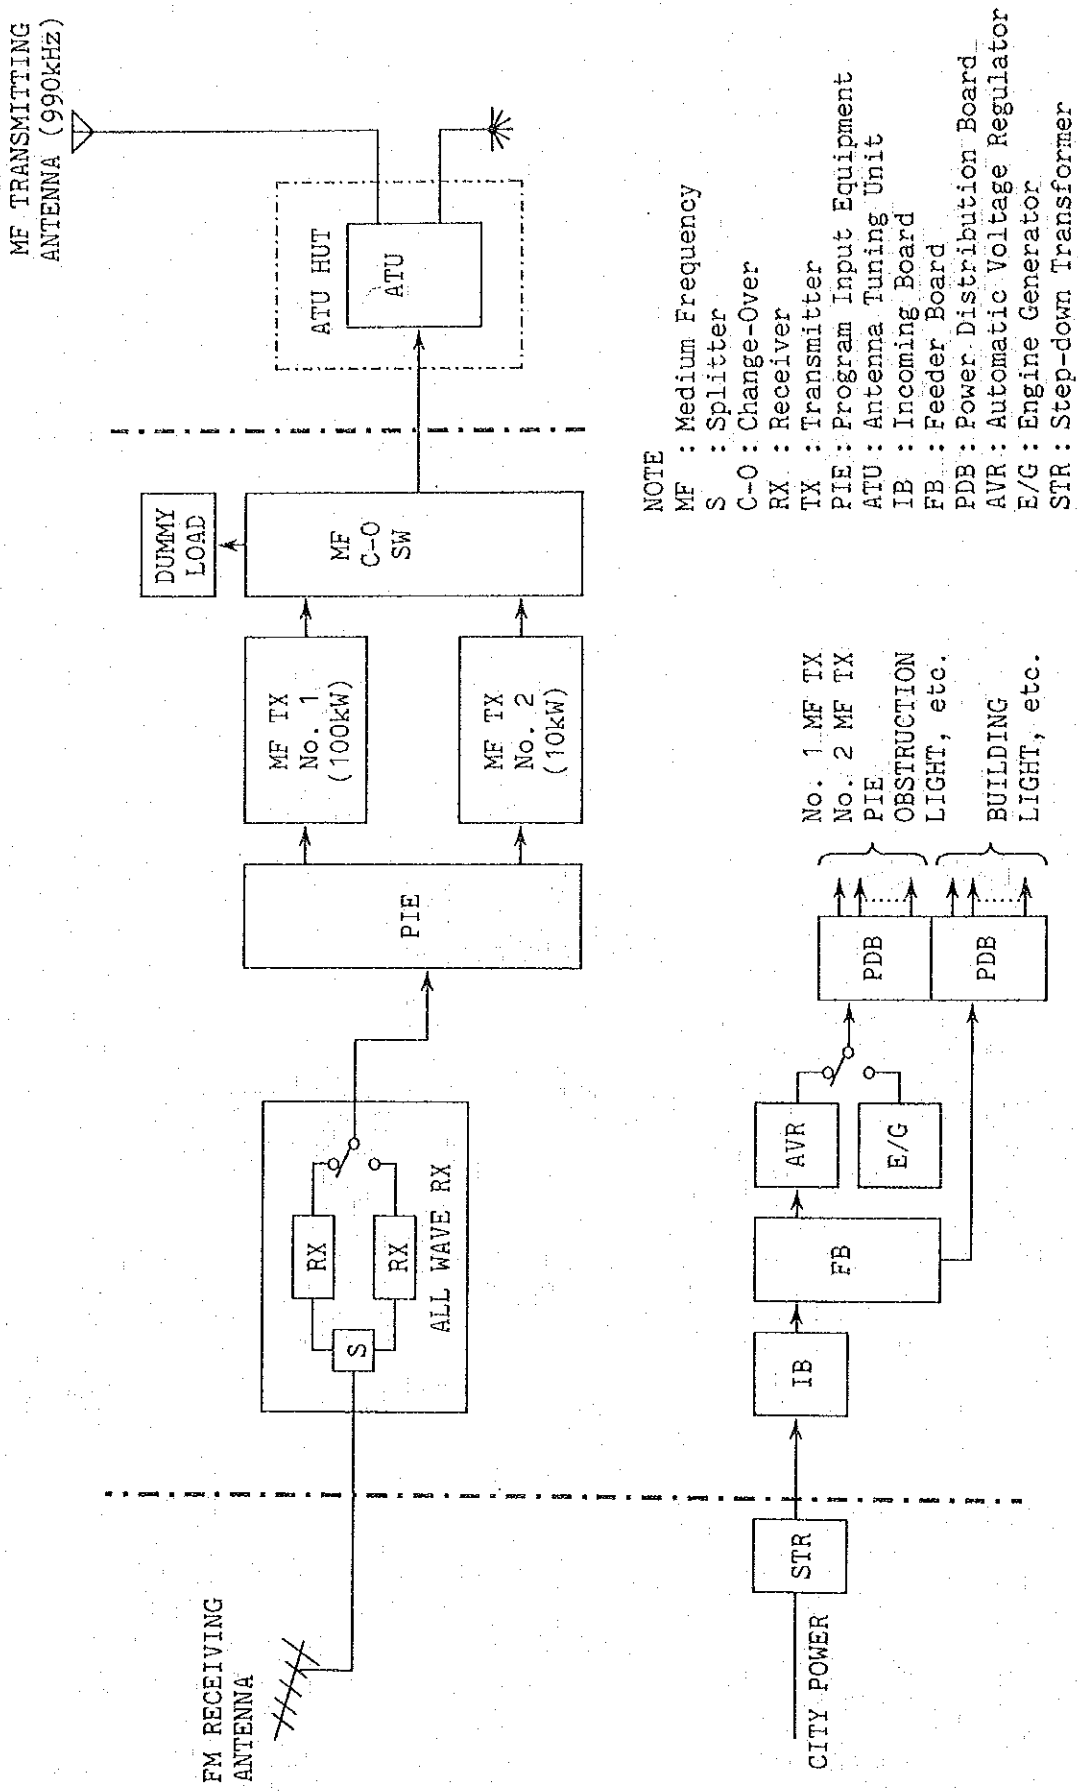 FM RECEIVING
ANTENNA
S
RX
RX
ALL WAVE RX
PIE
MF TX
No. 1
(100kW)
MF TX
No. 2
(10kW)
DUMMY
LOAD
MF
C-O
SW
ATU HUT
ATU
MF TRANSMITTING
ANTENNA (990kHz)
CITY POWER
STR
IB
FB
AVR
E/G
PDB
PDB
No. 1 MF TX
No. 2 MF TX
PIE
OBSTRUCTION
LIGHT, etc.
BUILDING
LIGHT, etc.
NOTE
MF : Medium Frequency
S : Splitter
C-O : Change-Over
RX : Receiver
TX : Transmitter
PIE : Program Input Equipment
ATU : Antenna Tuning Unit
IB : Incoming Board
FB : Feeder Board
PDB : Power Distribution Board
AVR : Automatic Voltage Regulator
E/G : Engine Generator
STR : Step-down Transformer